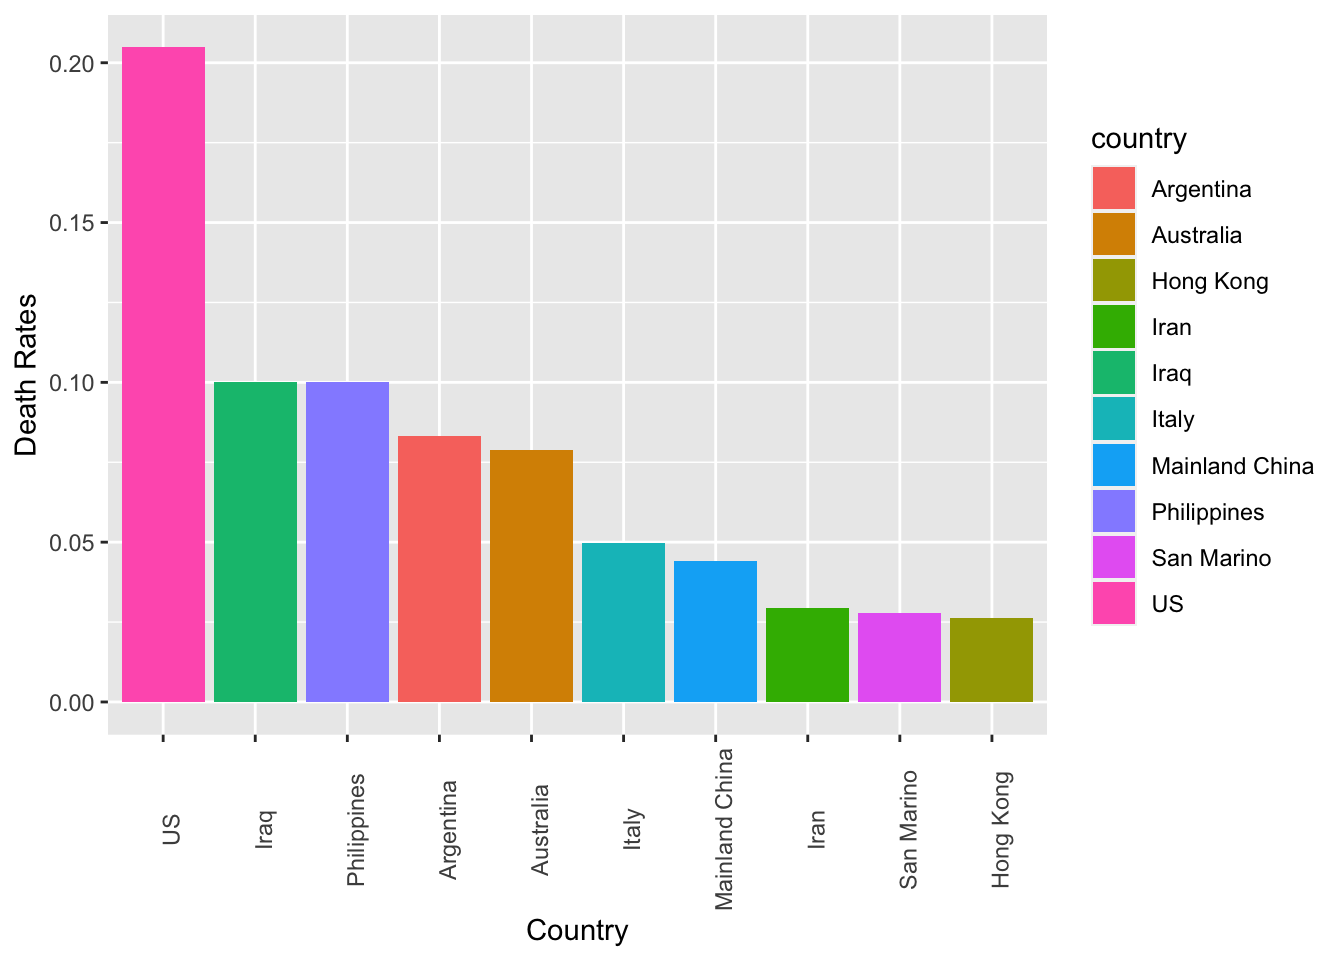 0.20
0.15
0.10
0.05
0.00
Death Rates
US
Iraq
Philippines
Argentina
Australia
Italy
Mainland China
Iran
San Marino
Hong Kong
Country
country
Argentina
Australia
Hong Kong
Iran
Iraq
Italy
Mainland China
Philippines
San Marino
US